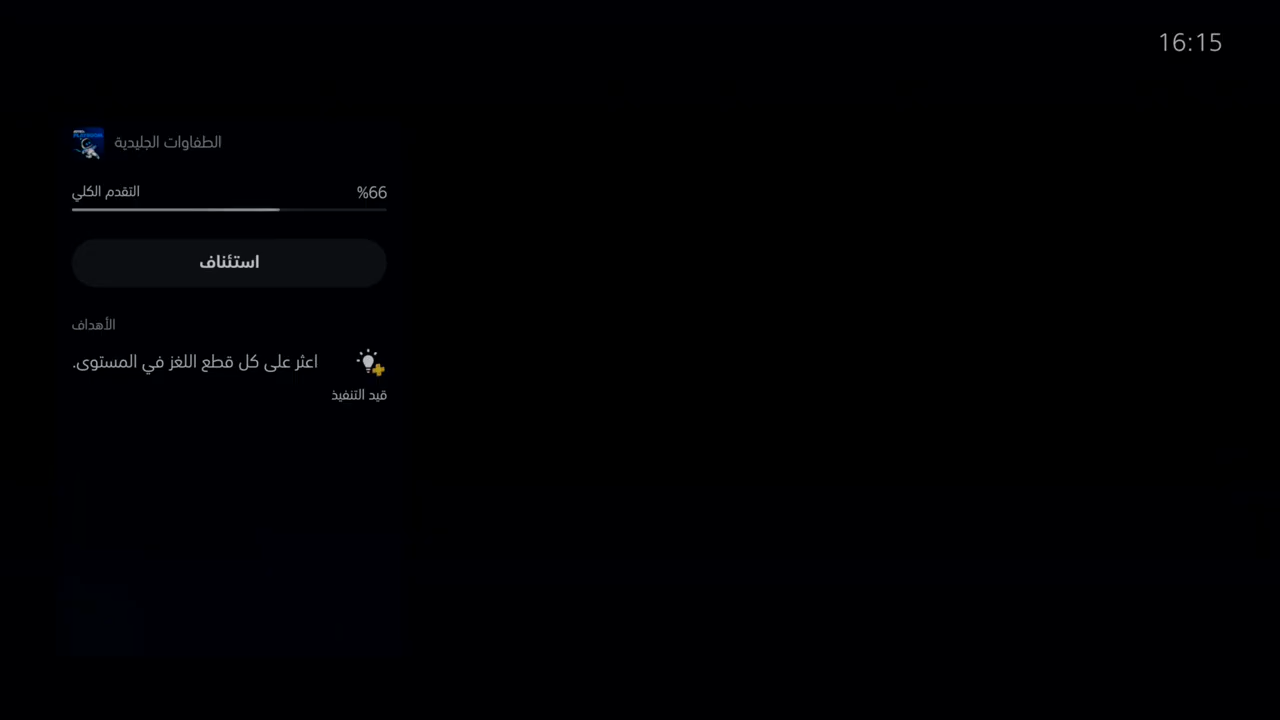 16:15
الطفاوات الجليدية
التقدم الكلي %66
استئناف
الأهداف
اعثر على كل قطع اللغز في المستوى.
قيد التنفيذ